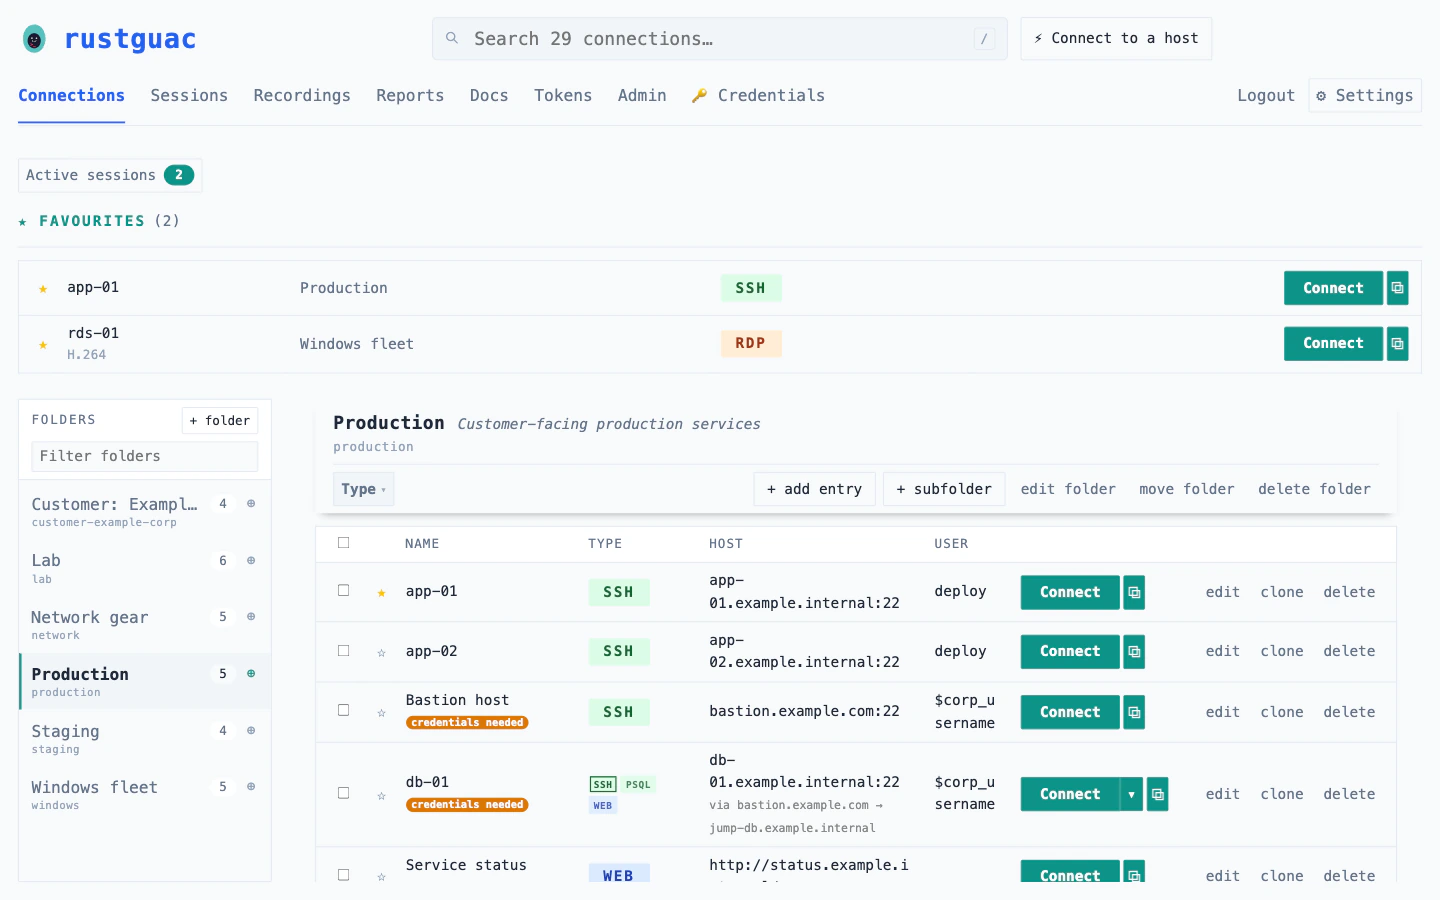 rustguac
Search 29 connections…
/
⚡ Connect to a host
Connections
Sessions
Recordings
Reports
Docs
Tokens
Admin
🔑 Credentials
Logout
⚙ Settings
Active sessions 2
★ FAVOURITES (2)
★ app-01 Production SSH Connect
★ rds-01 Windows fleet RDP Connect
H.264
FOLDERS
+ folder
Filter folders
Customer: Exampl… 4 ⊕
customer-example-corp
Lab 6 ⊕
lab
Network gear 5 ⊕
network
Production 5 ⊕
production
Staging 4 ⊕
staging
Windows fleet 5 ⊕
windows
Production Customer-facing production services
production
Type ▾
+ add entry
+ subfolder
edit folder
move folder
delete folder
NAME TYPE HOST USER
★ app-01 SSH app-
01.example.internal:22
deploy Connect edit clone delete
☆ app-02 SSH app-
02.example.internal:22
deploy Connect edit clone delete
☆ Bastion host
credentials needed
SSH bastion.example.com:22
$corp_u
sername
Connect edit clone delete
☆ db-01
credentials needed
SSH PSQL
WEB
db-
01.example.internal:22
via bastion.example.com →
jump-db.example.internal
$corp_u
sername
Connect ▾ edit clone delete
☆ Service status WEB http://status.example.i
Connect edit clone delete